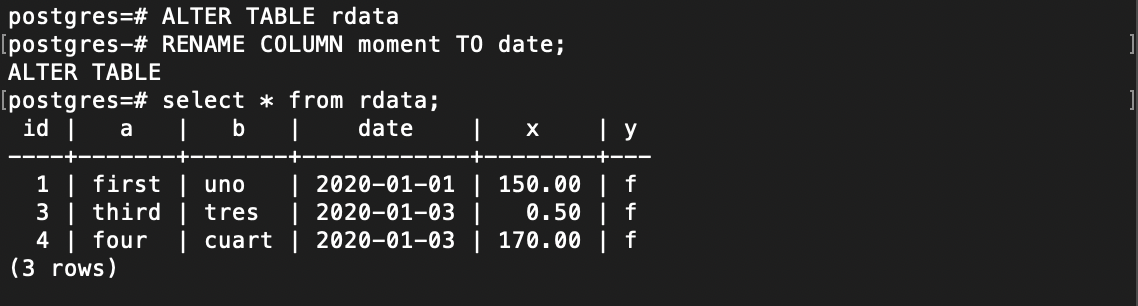 postgres=# ALTER TABLE rdata
[postgres-# RENAME COLUMN moment TO date; ]
ALTER TABLE
[postgres=# select * from rdata; ]
 id |   a   |   b   |    date    |   x    | y
----+-------+-------+------------+--------+---
  1 | first | uno   | 2020-01-01 | 150.00 | f
  3 | third | tres  | 2020-01-03 |   0.50 | f
  4 | four  | cuart | 2020-01-03 | 170.00 | f
(3 rows)